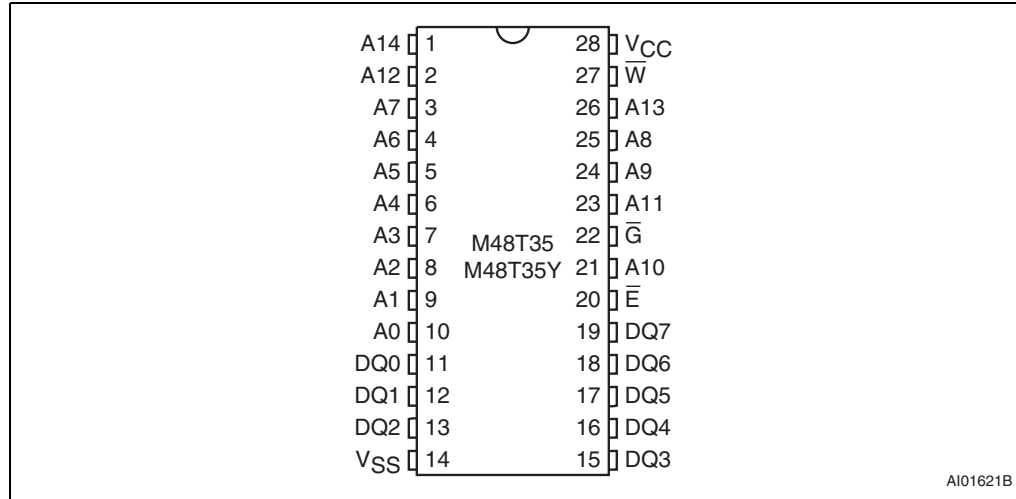 A14 1 28 VCC
A12 2 27 W̅
A7 3 26 A13
A6 4 25 A8
A5 5 24 A9
A4 6 23 A11
A3 7 22 G̅
M48T35
A2 8 21 A10
M48T35Y
A1 9 20 E̅
A0 10 19 DQ7
DQ0 11 18 DQ6
DQ1 12 17 DQ5
DQ2 13 16 DQ4
VSS 14 15 DQ3
AI01621B